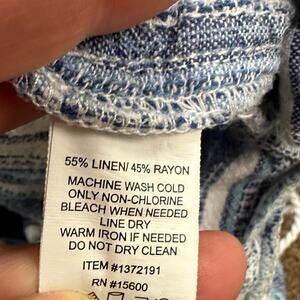 55% LINEN/ 45% RAYON
MACHINE WASH COLD
ONLY NON-CHLORINE
BLEACH WHEN NEEDED
LINE DRY
WARM IRON IF NEEDED
DO NOT DRY CLEAN
ITEM #1372191
RN #15600